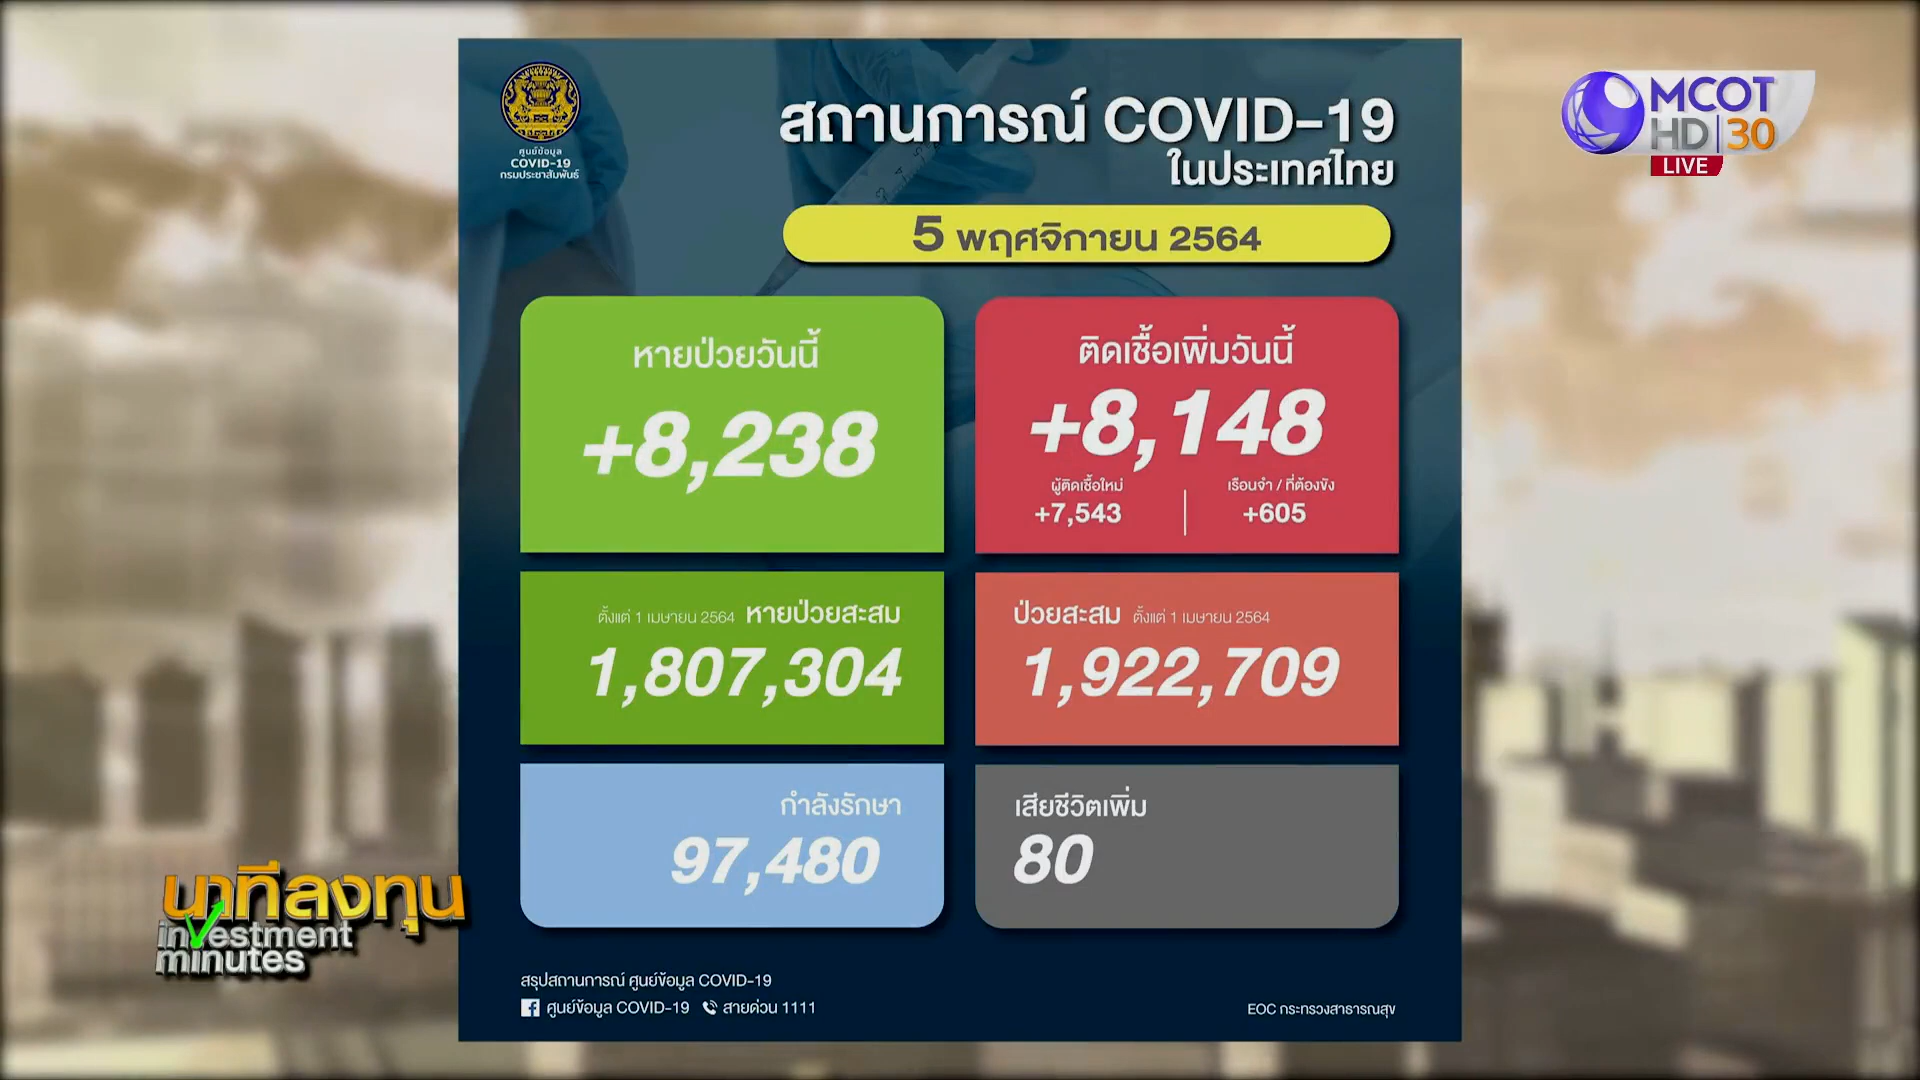 ศูนย์ข้อมูล
COVID-19
กรมประชาสัมพันธ์
สถานการณ์ COVID-19
ในประเทศไทย
5 พฤศจิกายน 2564
MCOT
HD 30
LIVE
หายป่วยวันนี้
+8,238
ติดเชื้อเพิ่มวันนี้
+8,148
ผู้ติดเชื้อใหม่
+7,543
เรือนจำ / ที่ต้องขัง
+605
ตั้งแต่ 1 เมษายน 2564 หายป่วยสะสม
1,807,304
ป่วยสะสม ตั้งแต่ 1 เมษายน 2564
1,922,709
กำลังรักษา
97,480
เสียชีวิตเพิ่ม
80
นาทีลงทุน
investment
minutes
สรุปสถานการณ์ ศูนย์ข้อมูล COVID-19
ศูนย์ข้อมูล COVID-19 สายด่วน 1111
EOC กระทรวงสาธารณสุข